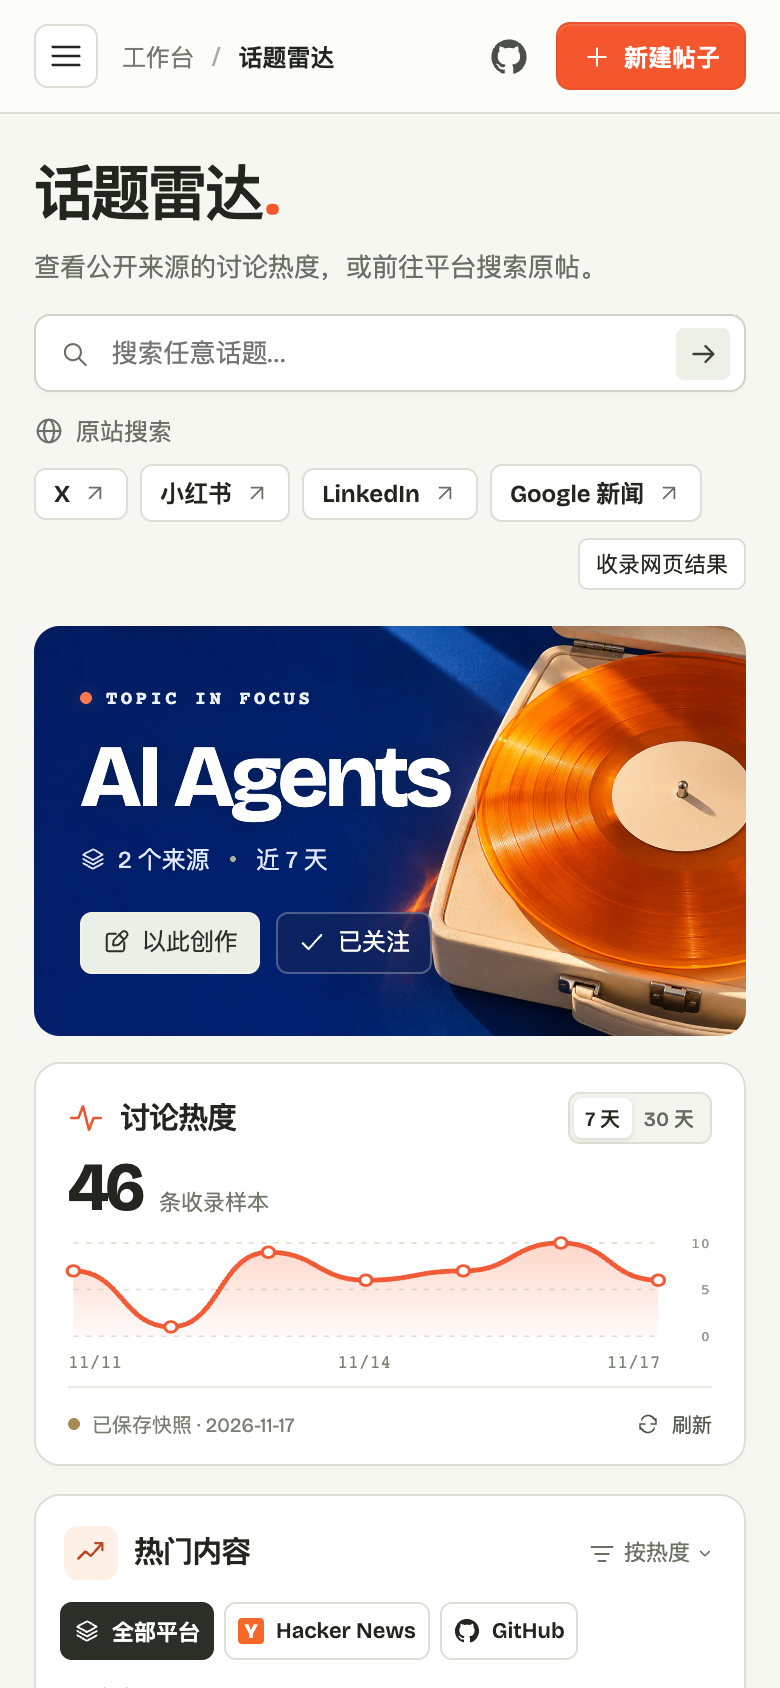 工作台 / 话题雷达
新建帖子
话题雷达.
查看公开来源的讨论热度，或前往平台搜索原帖。
搜索任意话题...
原站搜索
X
小红书
LinkedIn
Google 新闻
收录网页结果
TOPIC IN FOCUS
AI Agents
2 个来源 • 近 7 天
以此创作
已关注
讨论热度
7 天
30 天
46 条收录样本
10
5
0
11/11
11/14
11/17
已保存快照 · 2026-11-17
刷新
热门内容
按热度
全部平台
Y Hacker News
GitHub